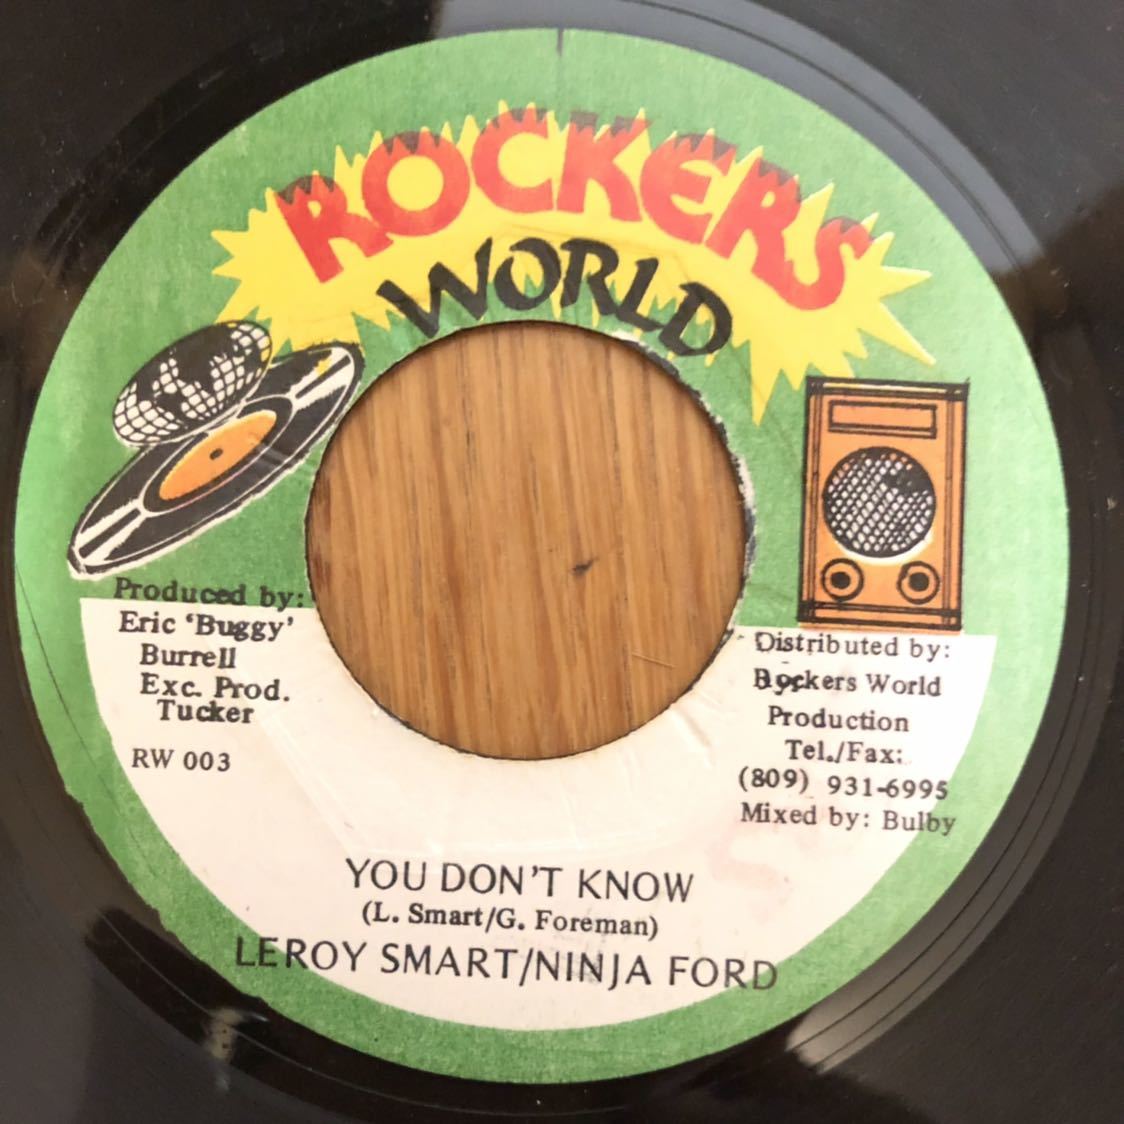 ROCKERS
WORLD
Produced by:
Eric ‘Buggy’
Burrell
Exc. Prod.
Tucker
RW 003
Distributed by:
Rockers World
Production
Tel./Fax:
(809) 931-6995
Mixed by: Bulby
YOU DON'T KNOW
(L. Smart/G. Foreman)
LEROY SMART/NINJA FORD